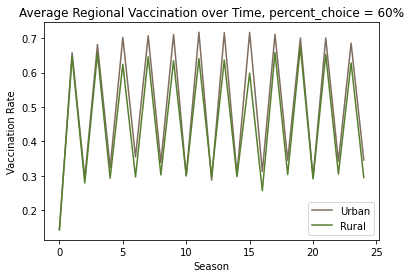 Average Regional Vaccination over Time, percent_choice = 60%
Vaccination Rate
0.7
0.6
0.5
0.4
0.3
0.2
0
5
10
15
20
25
Season
Urban
Rural